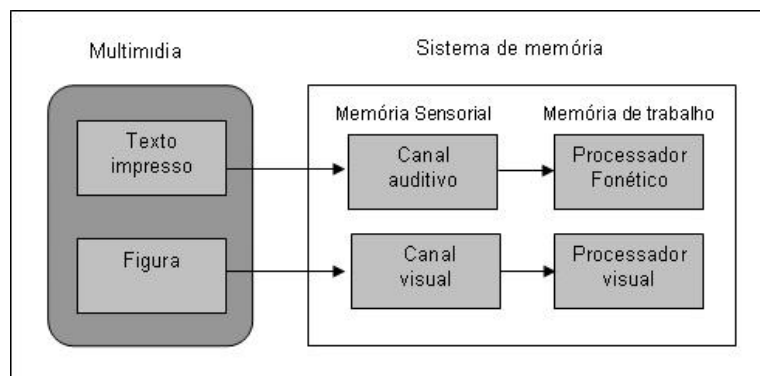 Multimidia
Sistema de memória
Memória Sensorial
Memória de trabalho
Texto
impresso
Canal
auditivo
Processador
Fonético
Figura
Canal
visual
Processador
visual